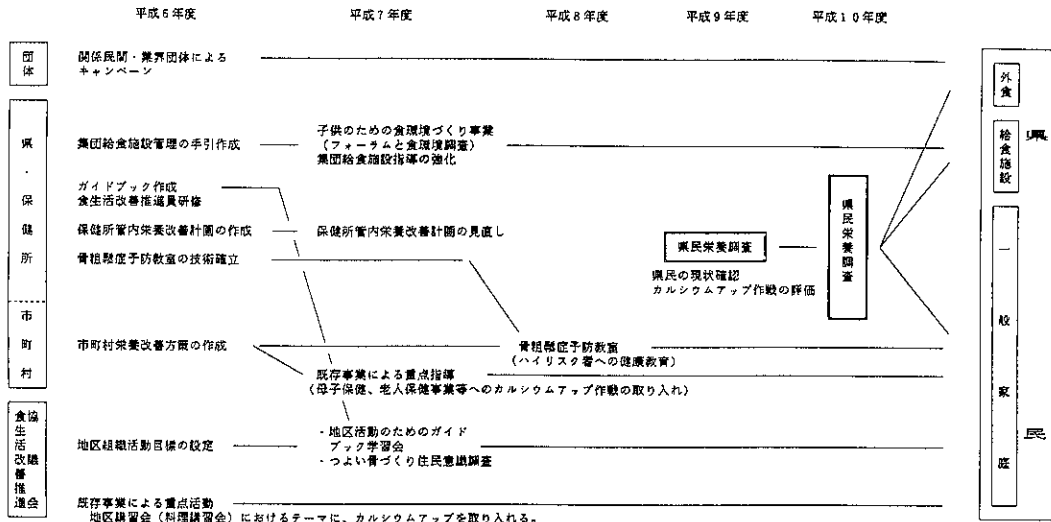 平成6年度 平成7年度 平成8年度 平成9年度 平成10年度
団体
関係民間・業界団体による
キャンペーン
県・保健所
集団給食施設管理の手引作成
子供のための食環境づくり事業
(フォーラムと食環境調査)
集団給食施設指導の強化
ガイドブック作成
食生活改善推進員研修
保健所管内栄養改善計画の作成
保健所管内栄養改善計画の見直し
骨粗鬆症予防教室の技術確立
県民栄養調査
県民の現状確認
カルシウムアップ作戦の評価
県民栄養調査
市町村
市町村栄養改善方策の作成
骨粗鬆症予防教室
(ハイリスク者への健康教育)
既存事業による重点指導
(母子保健、老人保健事業等へのカルシウムアップ作戦の取り入れ)
食生活改善推進
協議会
地区組織活動目標の設定
・地区活動のためのガイド
ブック学習会
・つよい骨づくり住民意識調査
既存事業による重点活動
地区講習会(料理講習会)におけるテーマに、カルシウムアップを取り入れる。
外食
給食施設
一般家庭
県民